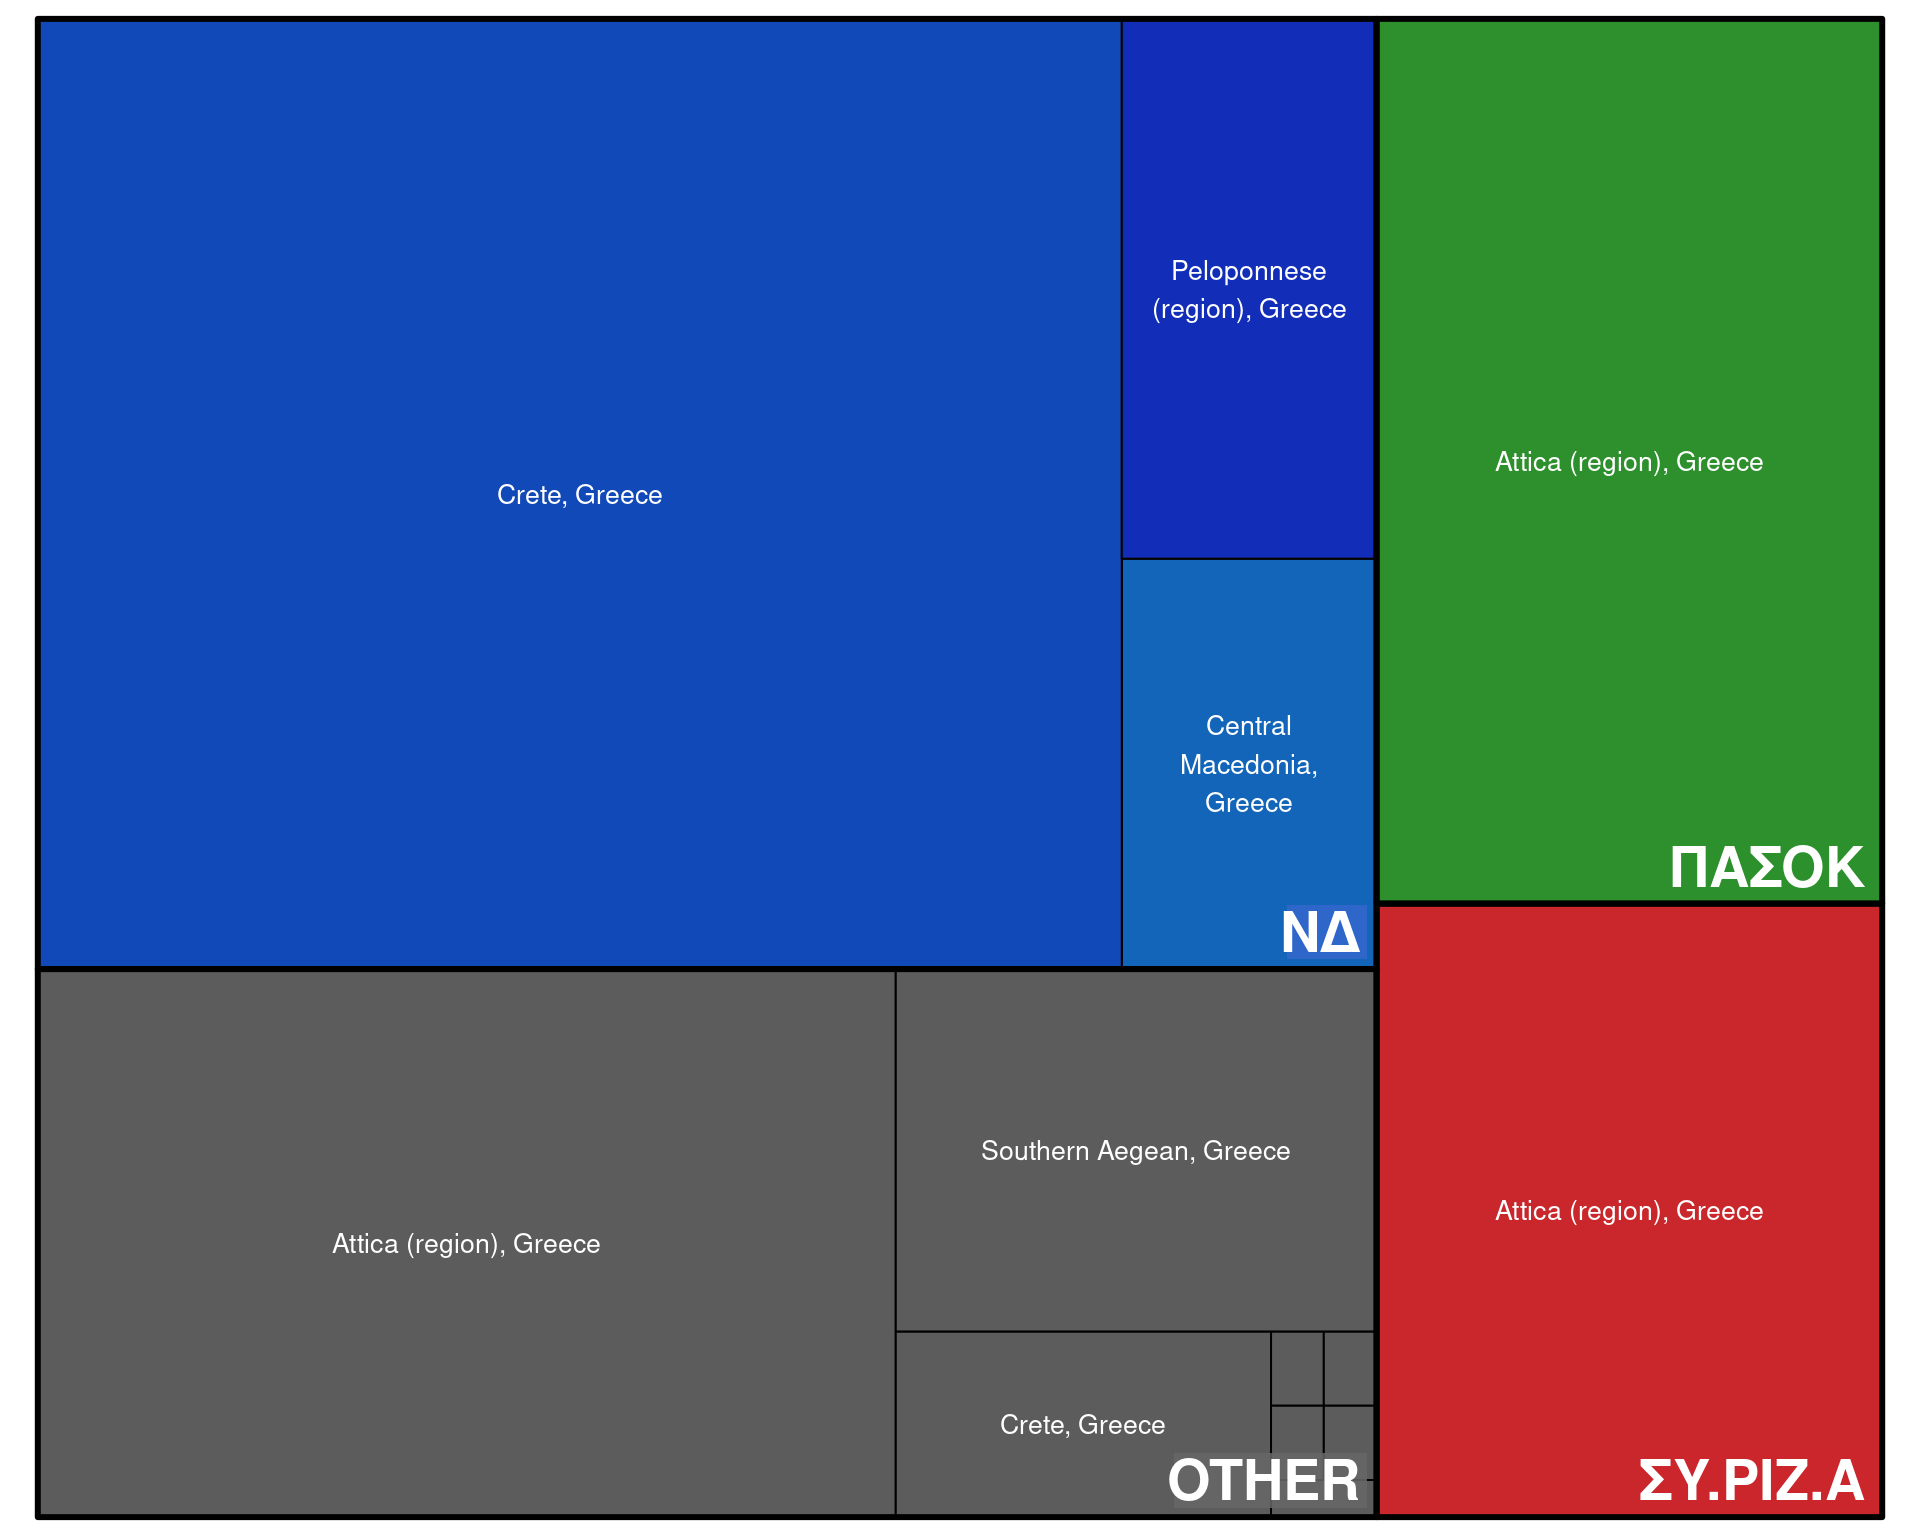 Crete, Greece
Peloponnese
(region), Greece
Central
Macedonia,
Greece
ΝΔ
Attica (region), Greece
ΠΑΣΟΚ
Attica (region), Greece
Southern Aegean, Greece
Crete, Greece
OTHER
Attica (region), Greece
ΣΥ.ΡΙΖ.Α